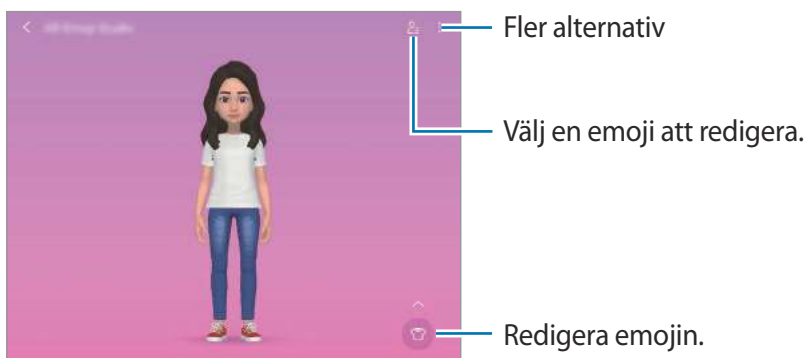 Fler alternativ
Välj en emoji att redigera.
Redigera emojin.